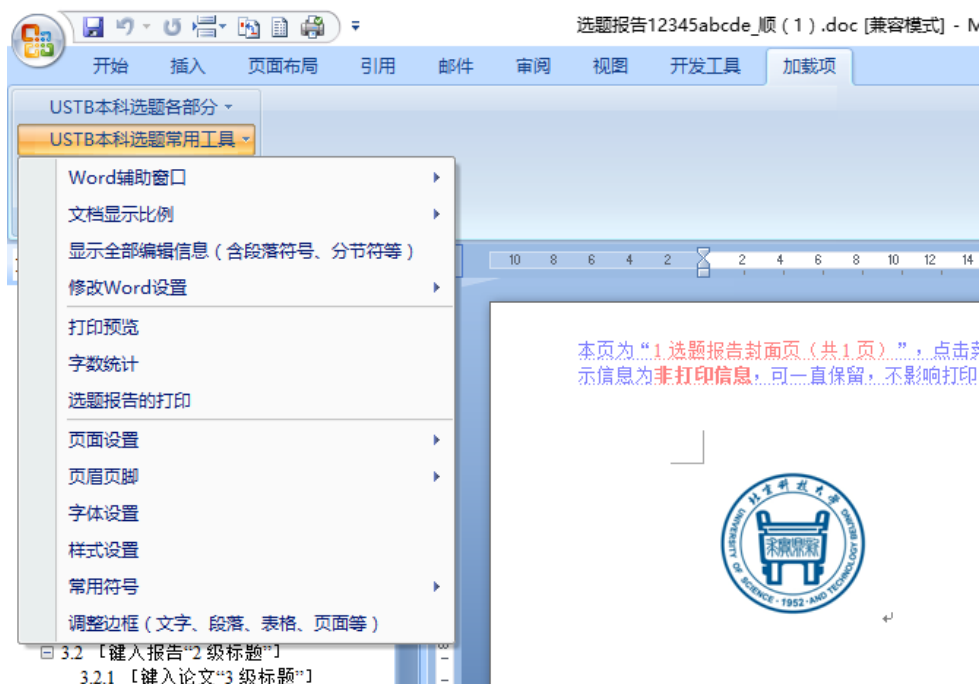 选题报告12345abcde_顺（1）.doc [兼容模式] - M
开始 插入 页面布局 引用 邮件 审阅 视图 开发工具 加载项
USTB本科选题各部分
USTB本科选题常用工具
Word辅助窗口
文档显示比例
显示全部编辑信息（含段落符号、分节符等）
修改Word设置
打印预览
字数统计
选题报告的打印
页面设置
页眉页脚
字体设置
样式设置
常用符号
调整边框（文字、段落、表格、页面等）
3.2 [键入报告“2 级标题”]
3.2.1 [键入论文“3 级标题”]
10 8 6 4 2 2 4 6 8 10 12 14
本页为“1 选题报告封面页（共 1 页）”，点击
示信息为非打印信息，可一直保留，不影响打印
北京科技大学
UNIVERSITY OF SCIENCE · 1952 · AND TECHNOLOGY BEIJING